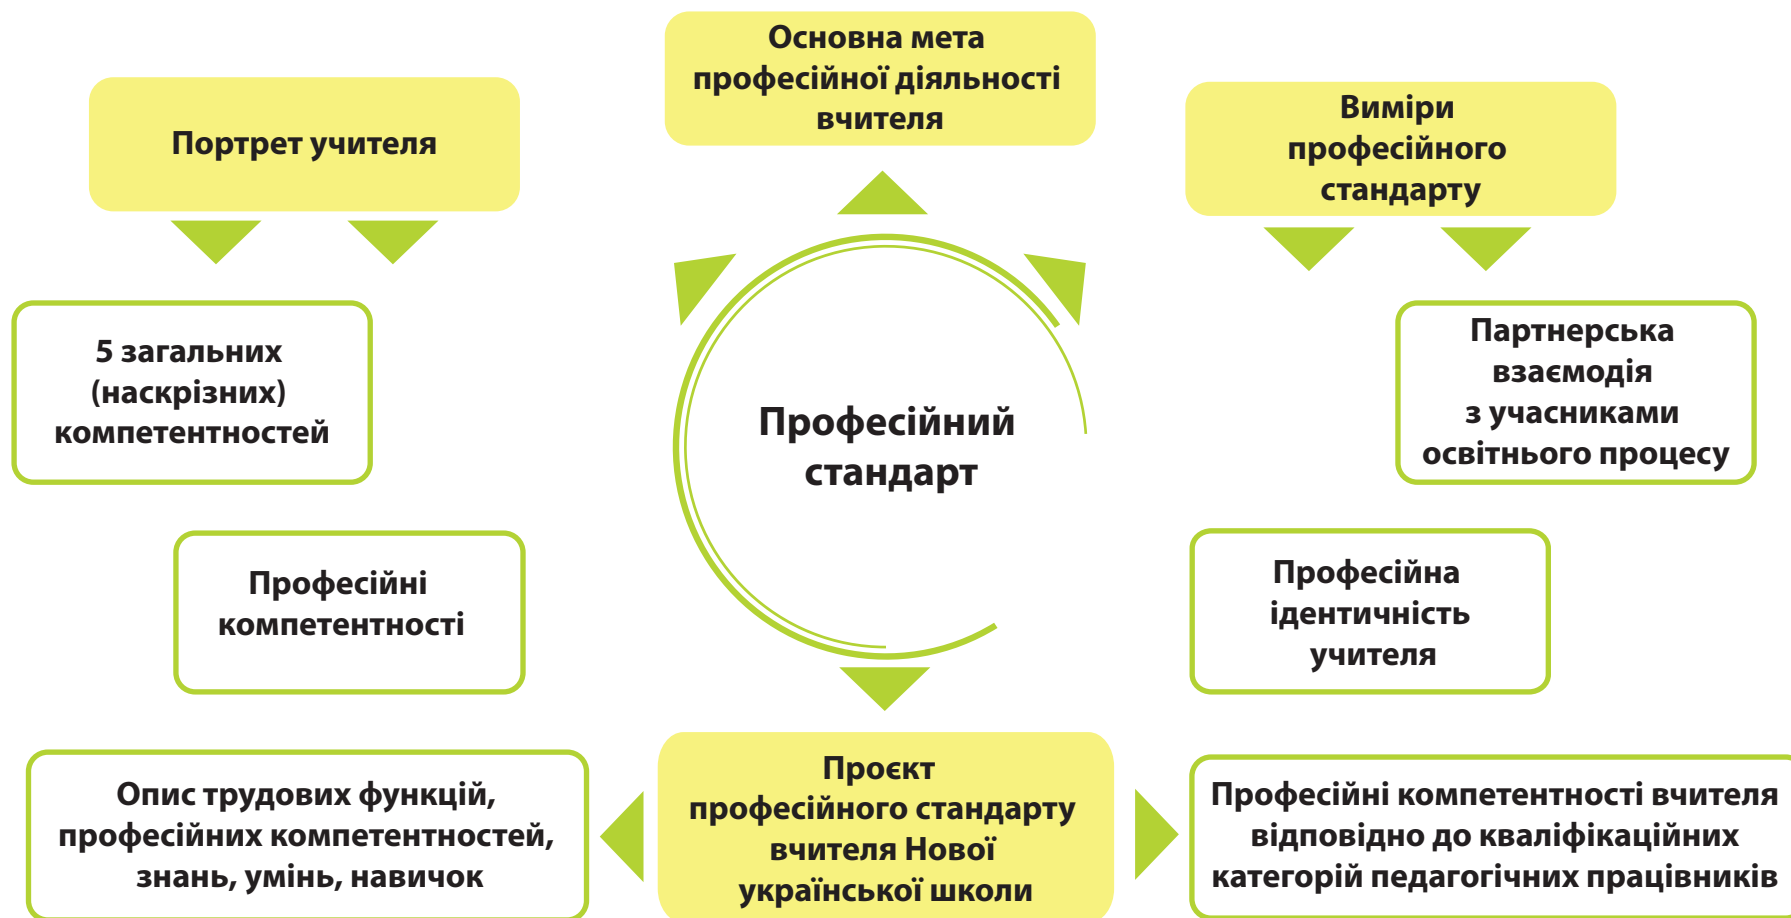 Основна мета
професійної діяльності
вчителя
Портрет учителя
Виміри
професійного
стандарту
5 загальних
(наскрізних)
компетентностей
Професійний
стандарт
Партнерська
взаємодія
з учасниками
освітнього процесу
Професійні
компетентності
Професійна
ідентичність
учителя
Опис трудових функцій,
професійних компетентностей,
знань, умінь, навичок
Проєкт
професійного стандарту
вчителя Нової
української школи
Професійні компетентності вчителя
відповідно до кваліфікаційних
категорій педагогічних працівників